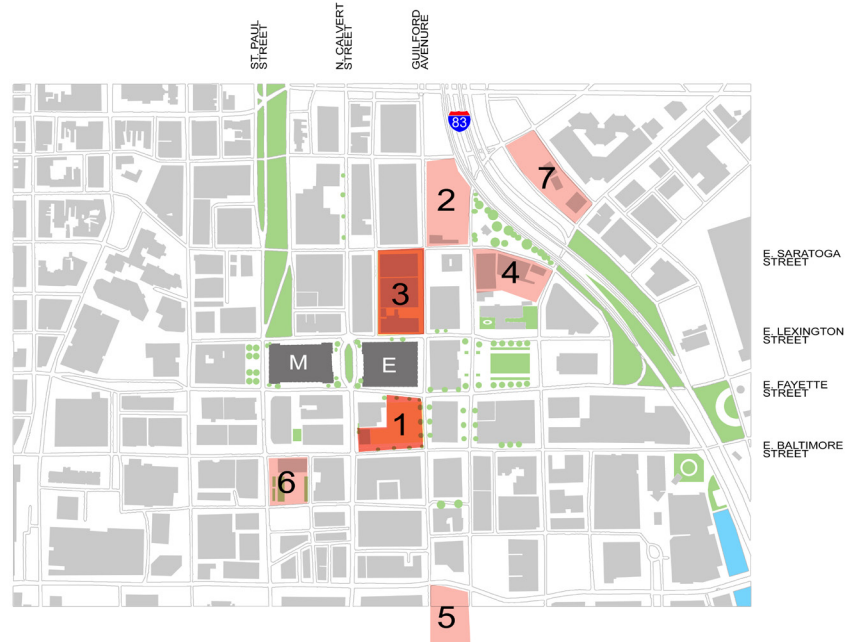 ST. PAUL
STREET
N. CALVERT
STREET
GUILFORD
AVENURE
83
7
2
E. SARATOGA
STREET
4
3
E. LEXINGTON
STREET
M
E
E. FAYETTE
STREET
1
E. BALTIMORE
STREET
6
5